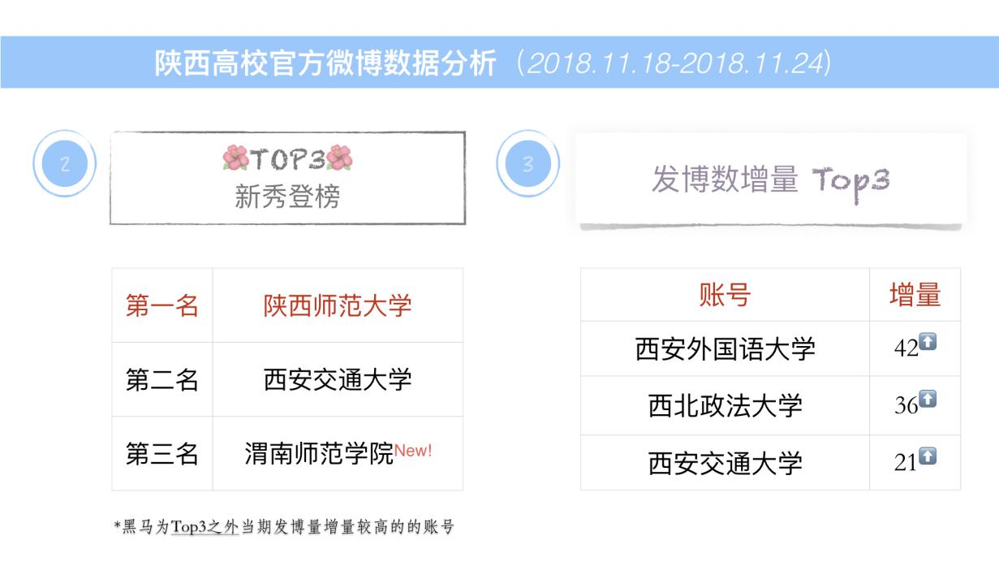 陕西高校官方微博数据分析（2018.11.18-2018.11.24）
2
🌺TOP3🌺
新秀登榜
第一名 陕西师范大学
第二名 西安交通大学
第三名 渭南师范学院New!
*黑马为Top3之外当期发博量增量较高的的账号
3
发博数增量 Top3
账号 增量
西安外国语大学 42⬆️
西北政法大学 36⬆️
西安交通大学 21⬆️